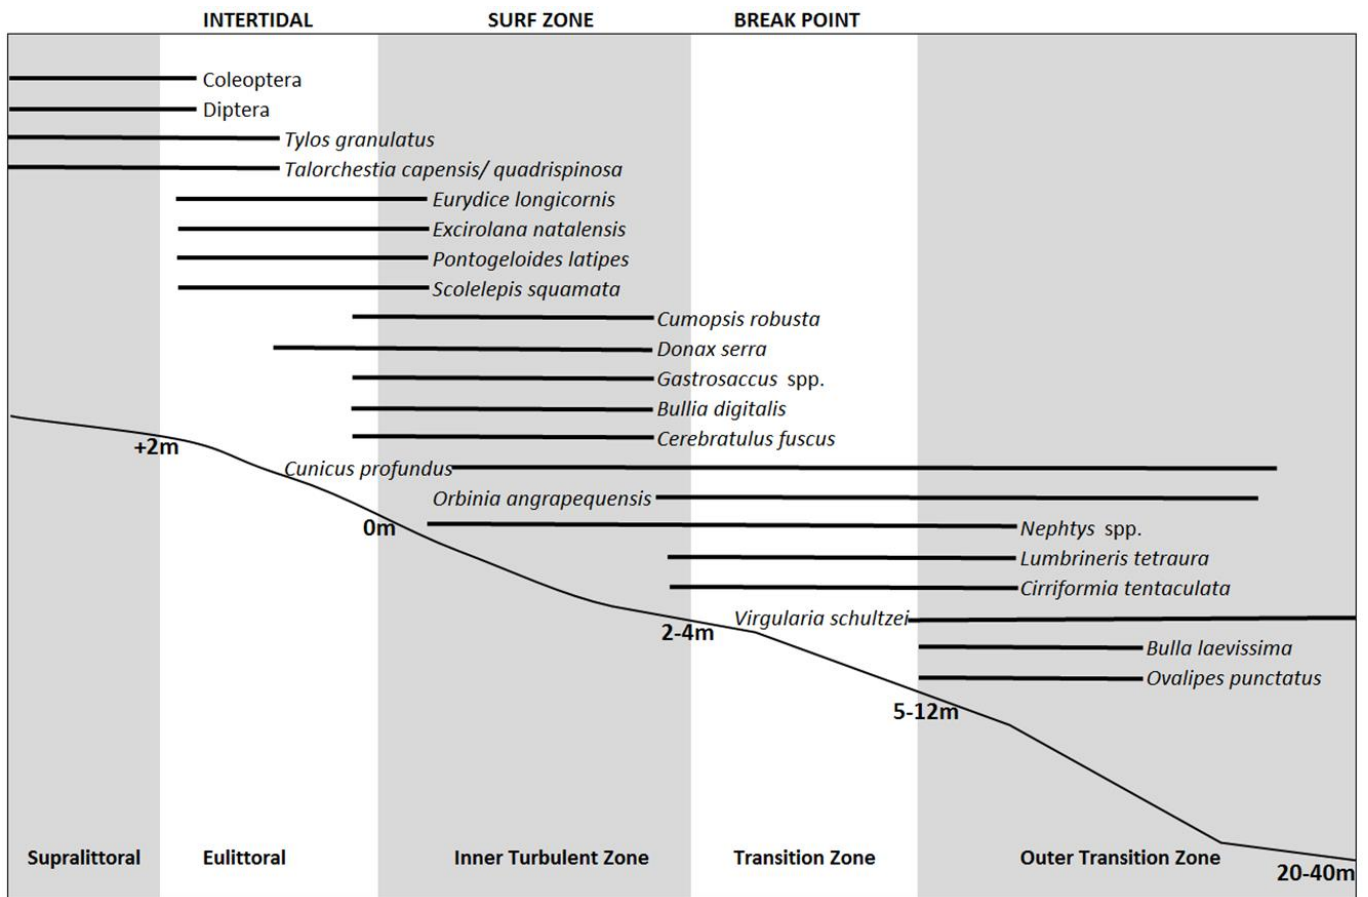 INTERTIDAL SURF ZONE BREAK POINT
Coleoptera
Diptera
Tylos granulatus
Talorchestia capensis/ quadrispinosa
Eurydice longicornis
Excirolana natalensis
Pontogeloides latipes
Scolelepis squamata
Cumopsis robusta
Donax serra
Gastrosaccus spp.
Bullia digitalis
Cerebratulus fuscus
+2m
Cunicus profundus
Orbinia angrapequensis
0m
Nephtys spp.
Lumbrineris tetraura
Cirriformia tentaculata
Virgularia schultzei
2-4m
Bulla laevissima
Ovalipes punctatus
5-12m
Supralittoral Eulittoral Inner Turbulent Zone Transition Zone Outer Transition Zone
20-40m